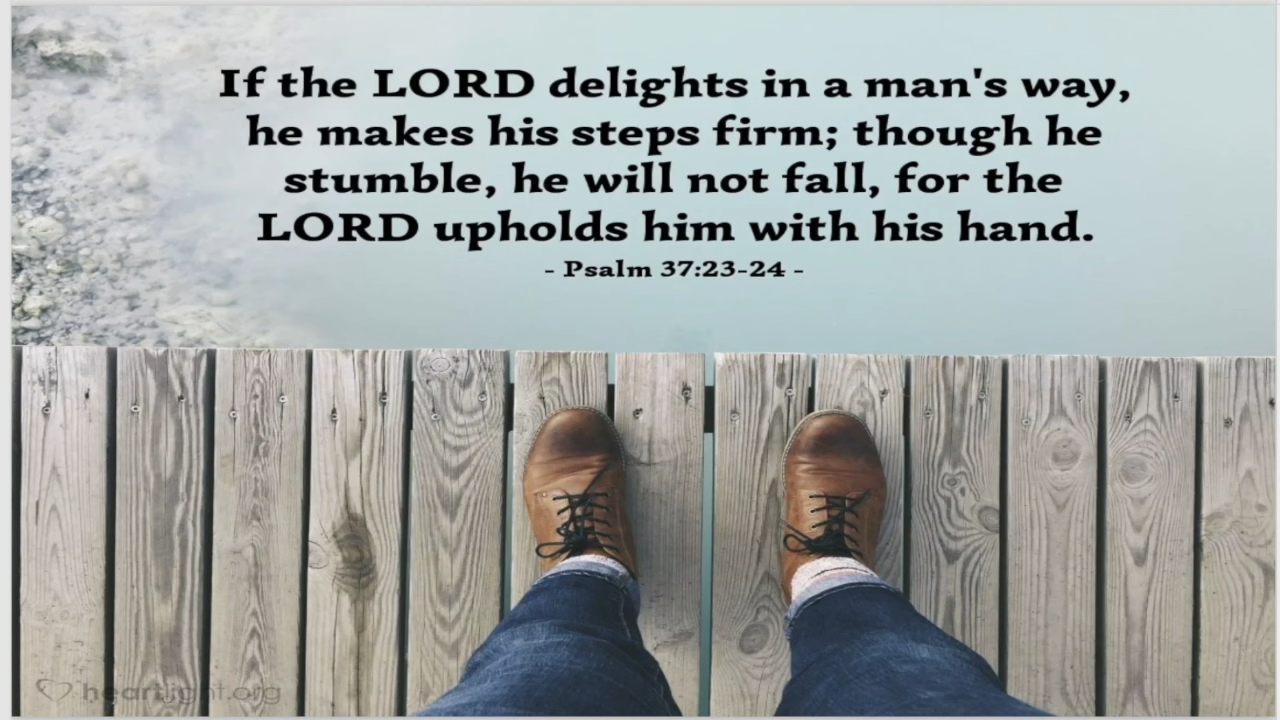 If the LORD delights in a man's way,
he makes his steps firm; though he
stumble, he will not fall, for the
LORD upholds him with his hand.
- Psalm 37:23-24 -
heartlight.org